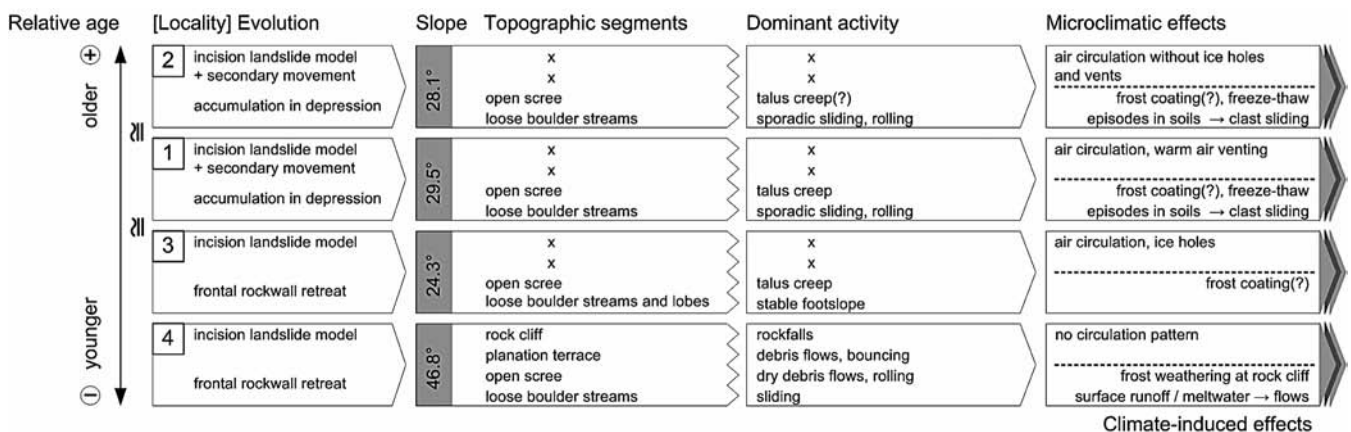 Relative age [Locality] Evolution Slope Topographic segments Dominant activity Microclimatic effects
+ older
2 incision landslide model
+ secondary movement
accumulation in depression
28.1°
x
x
open scree
loose boulder streams
x
x
talus creep(?)
sporadic sliding, rolling
air circulation without ice holes
and vents
frost coating(?), freeze-thaw
episodes in soils → clast sliding
≈
1 incision landslide model
+ secondary movement
accumulation in depression
29.5°
x
x
open scree
loose boulder streams
x
x
talus creep
sporadic sliding, rolling
air circulation, warm air venting
frost coating(?), freeze-thaw
episodes in soils → clast sliding
≈
3 incision landslide model
frontal rockwall retreat
24.3°
x
x
open scree
loose boulder streams and lobes
x
x
talus creep
stable footslope
air circulation, ice holes
frost coating(?)
younger −
4 incision landslide model
frontal rockwall retreat
46.8°
rock cliff
planation terrace
open scree
loose boulder streams
rockfalls
debris flows, bouncing
dry debris flows, rolling
sliding
no circulation pattern
frost weathering at rock cliff
surface runoff / meltwater → flows
Climate-induced effects